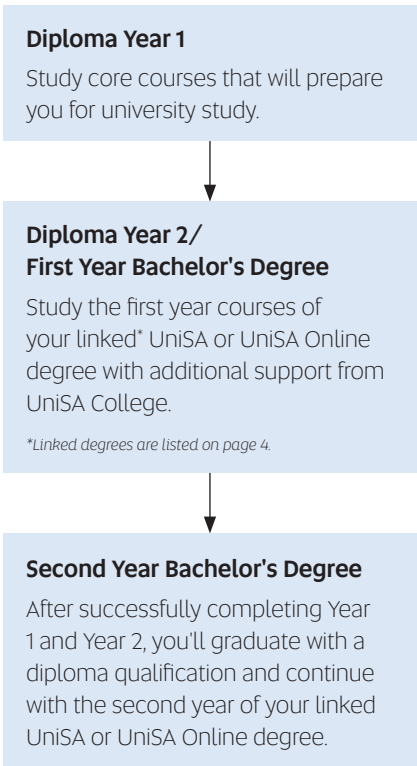 Diploma Year 1
Study core courses that will prepare
you for university study.
Diploma Year 2/
First Year Bachelor's Degree
Study the first year courses of
your linked* UniSA or UniSA Online
degree with additional support from
UniSA College.
*Linked degrees are listed on page 4.
Second Year Bachelor's Degree
After successfully completing Year
1 and Year 2, you'll graduate with a
diploma qualification and continue
with the second year of your linked
UniSA or UniSA Online degree.